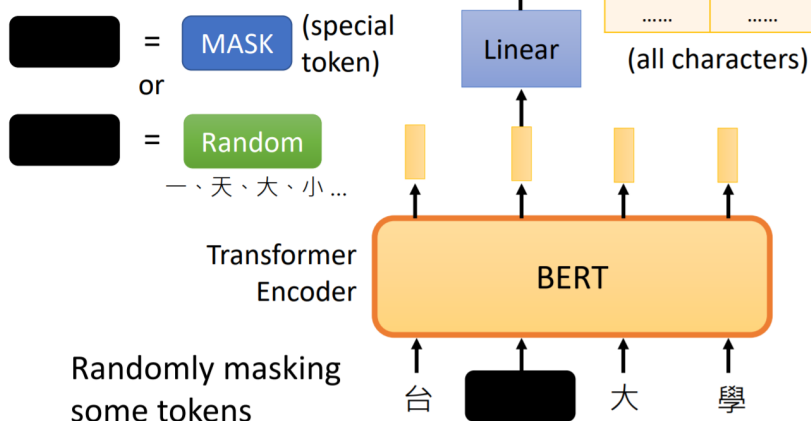 = MASK (special token)
or
= Random
一、天、大、小 ...
Linear
...... ......
(all characters)
Transformer
Encoder
BERT
Randomly masking
some tokens
台 大 學